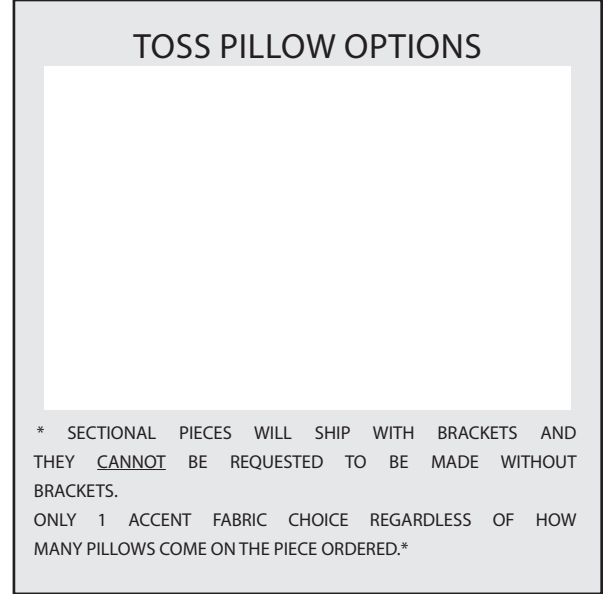 TOSS PILLOW OPTIONS
* SECTIONAL PIECES WILL SHIP WITH BRACKETS AND
THEY CANNOT BE REQUESTED TO BE MADE WITHOUT
BRACKETS.
ONLY 1 ACCENT FABRIC CHOICE REGARDLESS OF HOW
MANY PILLOWS COME ON THE PIECE ORDERED.*